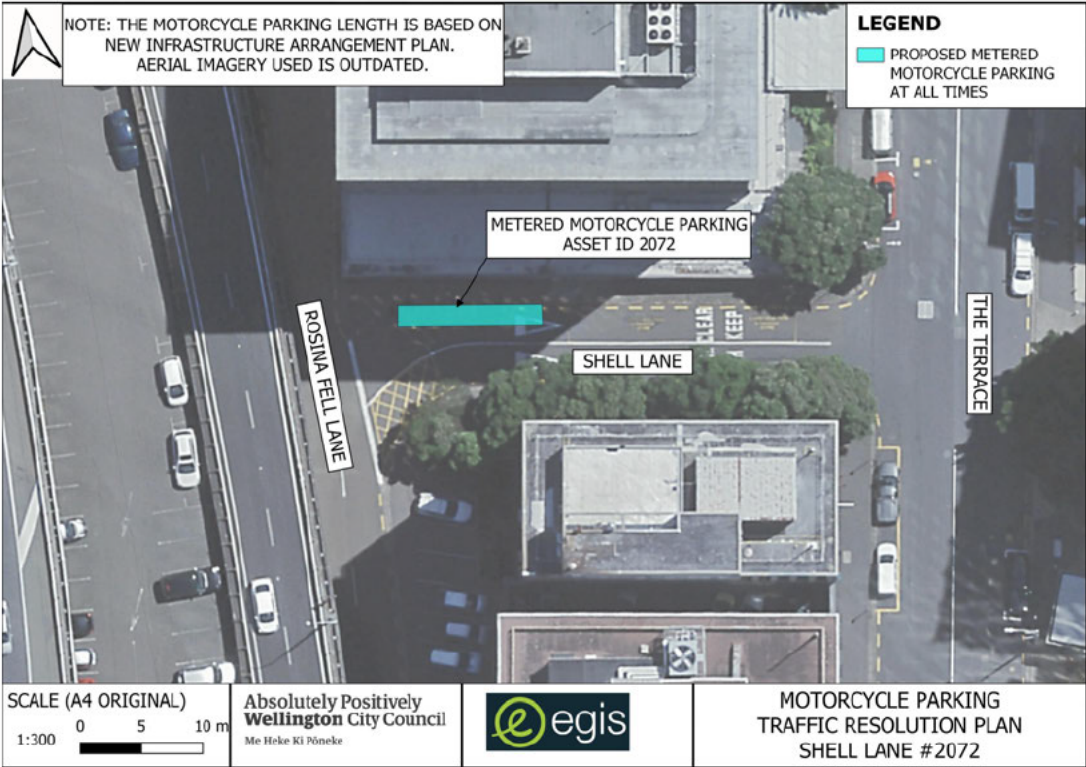 NOTE: THE MOTORCYCLE PARKING LENGTH IS BASED ON
NEW INFRASTRUCTURE ARRANGEMENT PLAN.
AERIAL IMAGERY USED IS OUTDATED.
LEGEND
PROPOSED METERED
MOTORCYCLE PARKING
AT ALL TIMES
METERED MOTORCYCLE PARKING
ASSET ID 2072
ROSINA FELL LANE
SHELL LANE
CLEAR
KEEP
THE TERRACE
SCALE (A4 ORIGINAL)
1:300
0 5 10 m
Absolutely Positively
Wellington City Council
Me Heke Ki Pōneke
egis
MOTORCYCLE PARKING
TRAFFIC RESOLUTION PLAN
SHELL LANE #2072